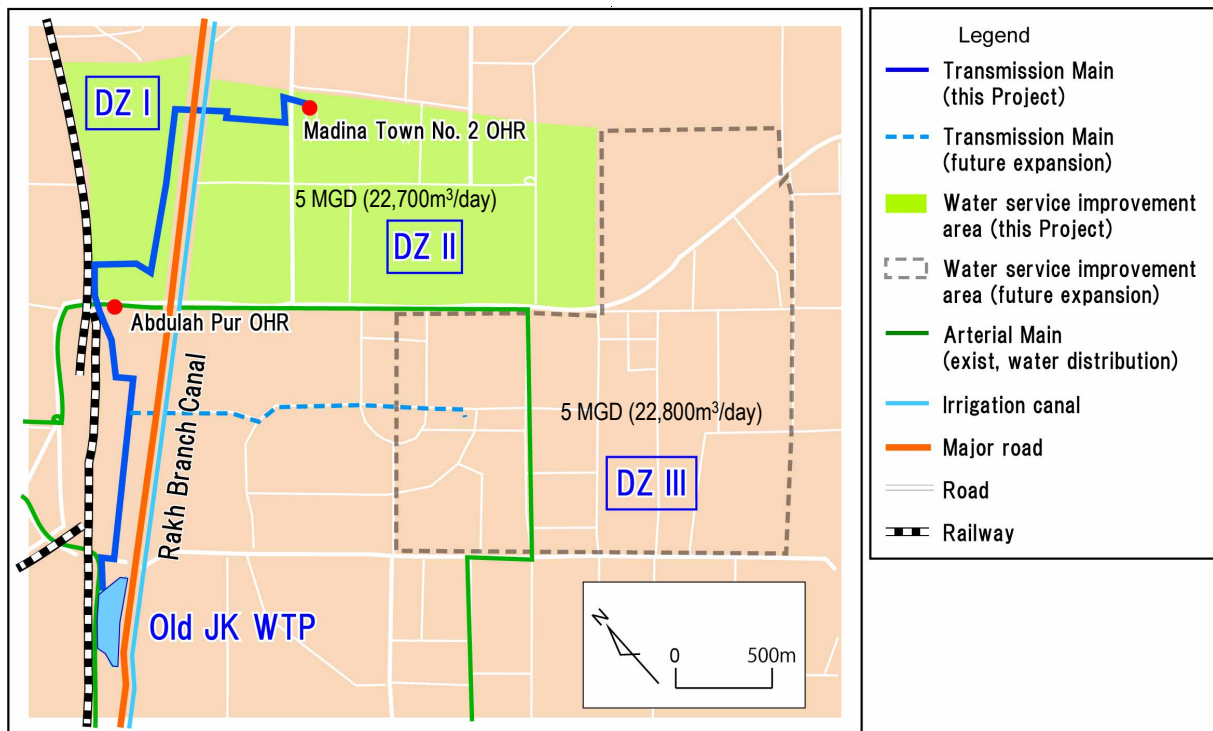 DZ I
Madina Town No. 2 OHR
5 MGD (22,700m³/day)
DZ II
Abdulah Pur OHR
Rakh Branch Canal
5 MGD (22,800m³/day)
DZ III
Old JK WTP
N
0 500m
Legend
Transmission Main
(this Project)
Transmission Main
(future expansion)
Water service improvement
area (this Project)
Water service improvement
area (future expansion)
Arterial Main
(exist, water distribution)
Irrigation canal
Major road
Road
Railway